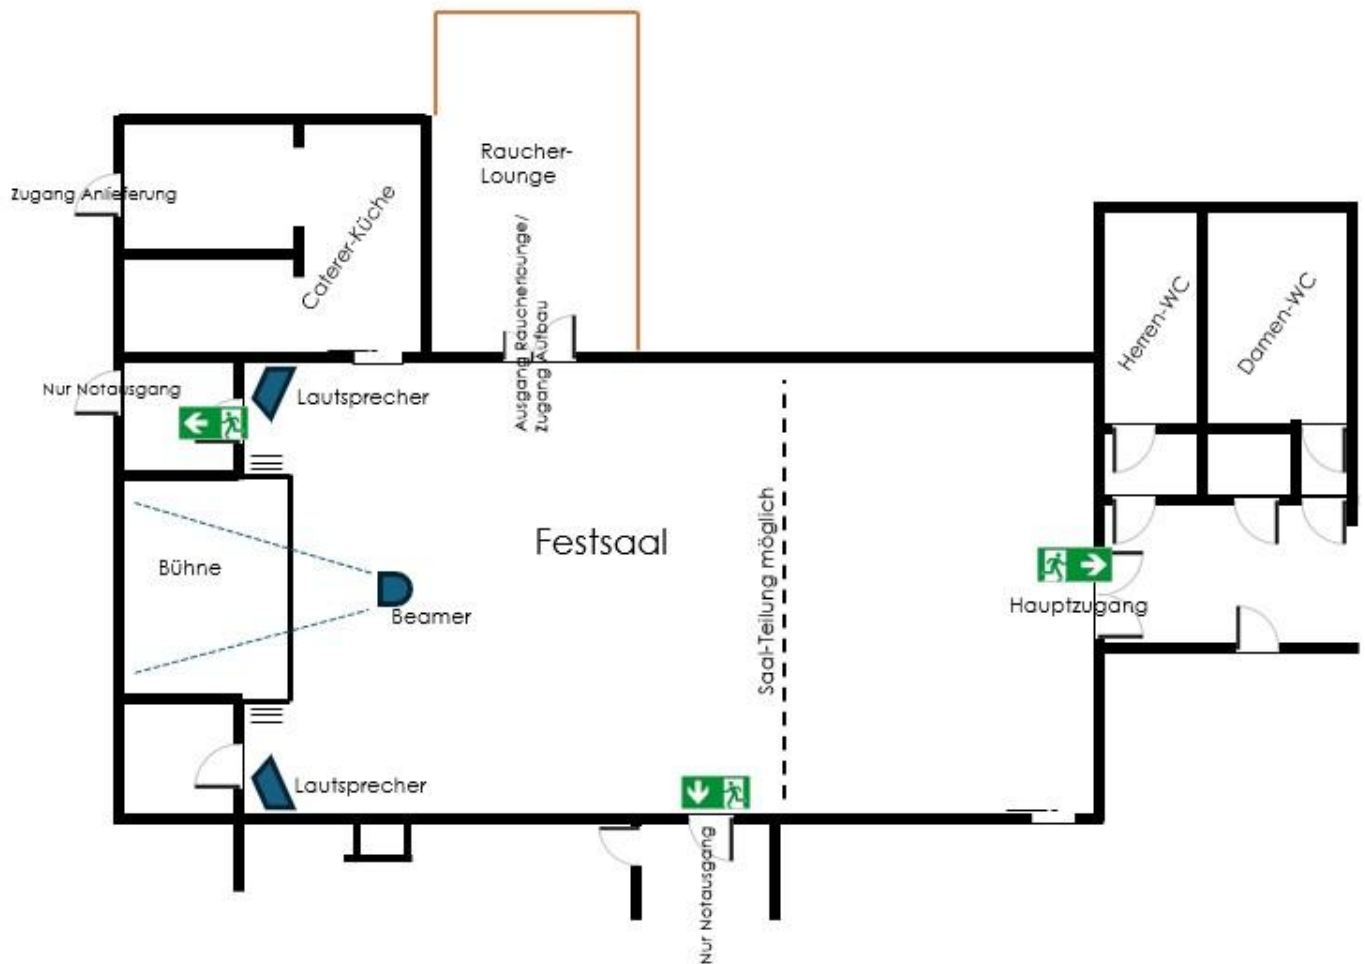 Raucher-
Lounge
Zugang Anlieferung
Caterer-Küche
Ausgang Raucherlounge/
Zugang Aufbau
Herren-WC
Damen-WC
Nur Notausgang
Lautsprecher
Saal-Teilung möglich
Festsaal
Bühne
Beamer
Hauptzugang
Lautsprecher
Nur Notausgang